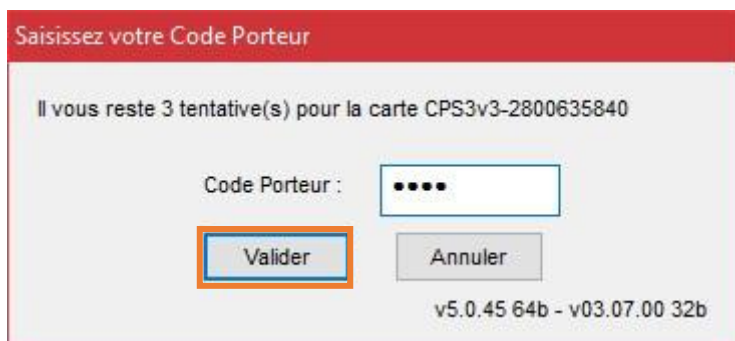 Saisissez votre Code Porteur
Il vous reste 3 tentative(s) pour la carte CPS3v3-2800635840
Code Porteur : ••••
Valider Annuler
v5.0.45 64b - v03.07.00 32b